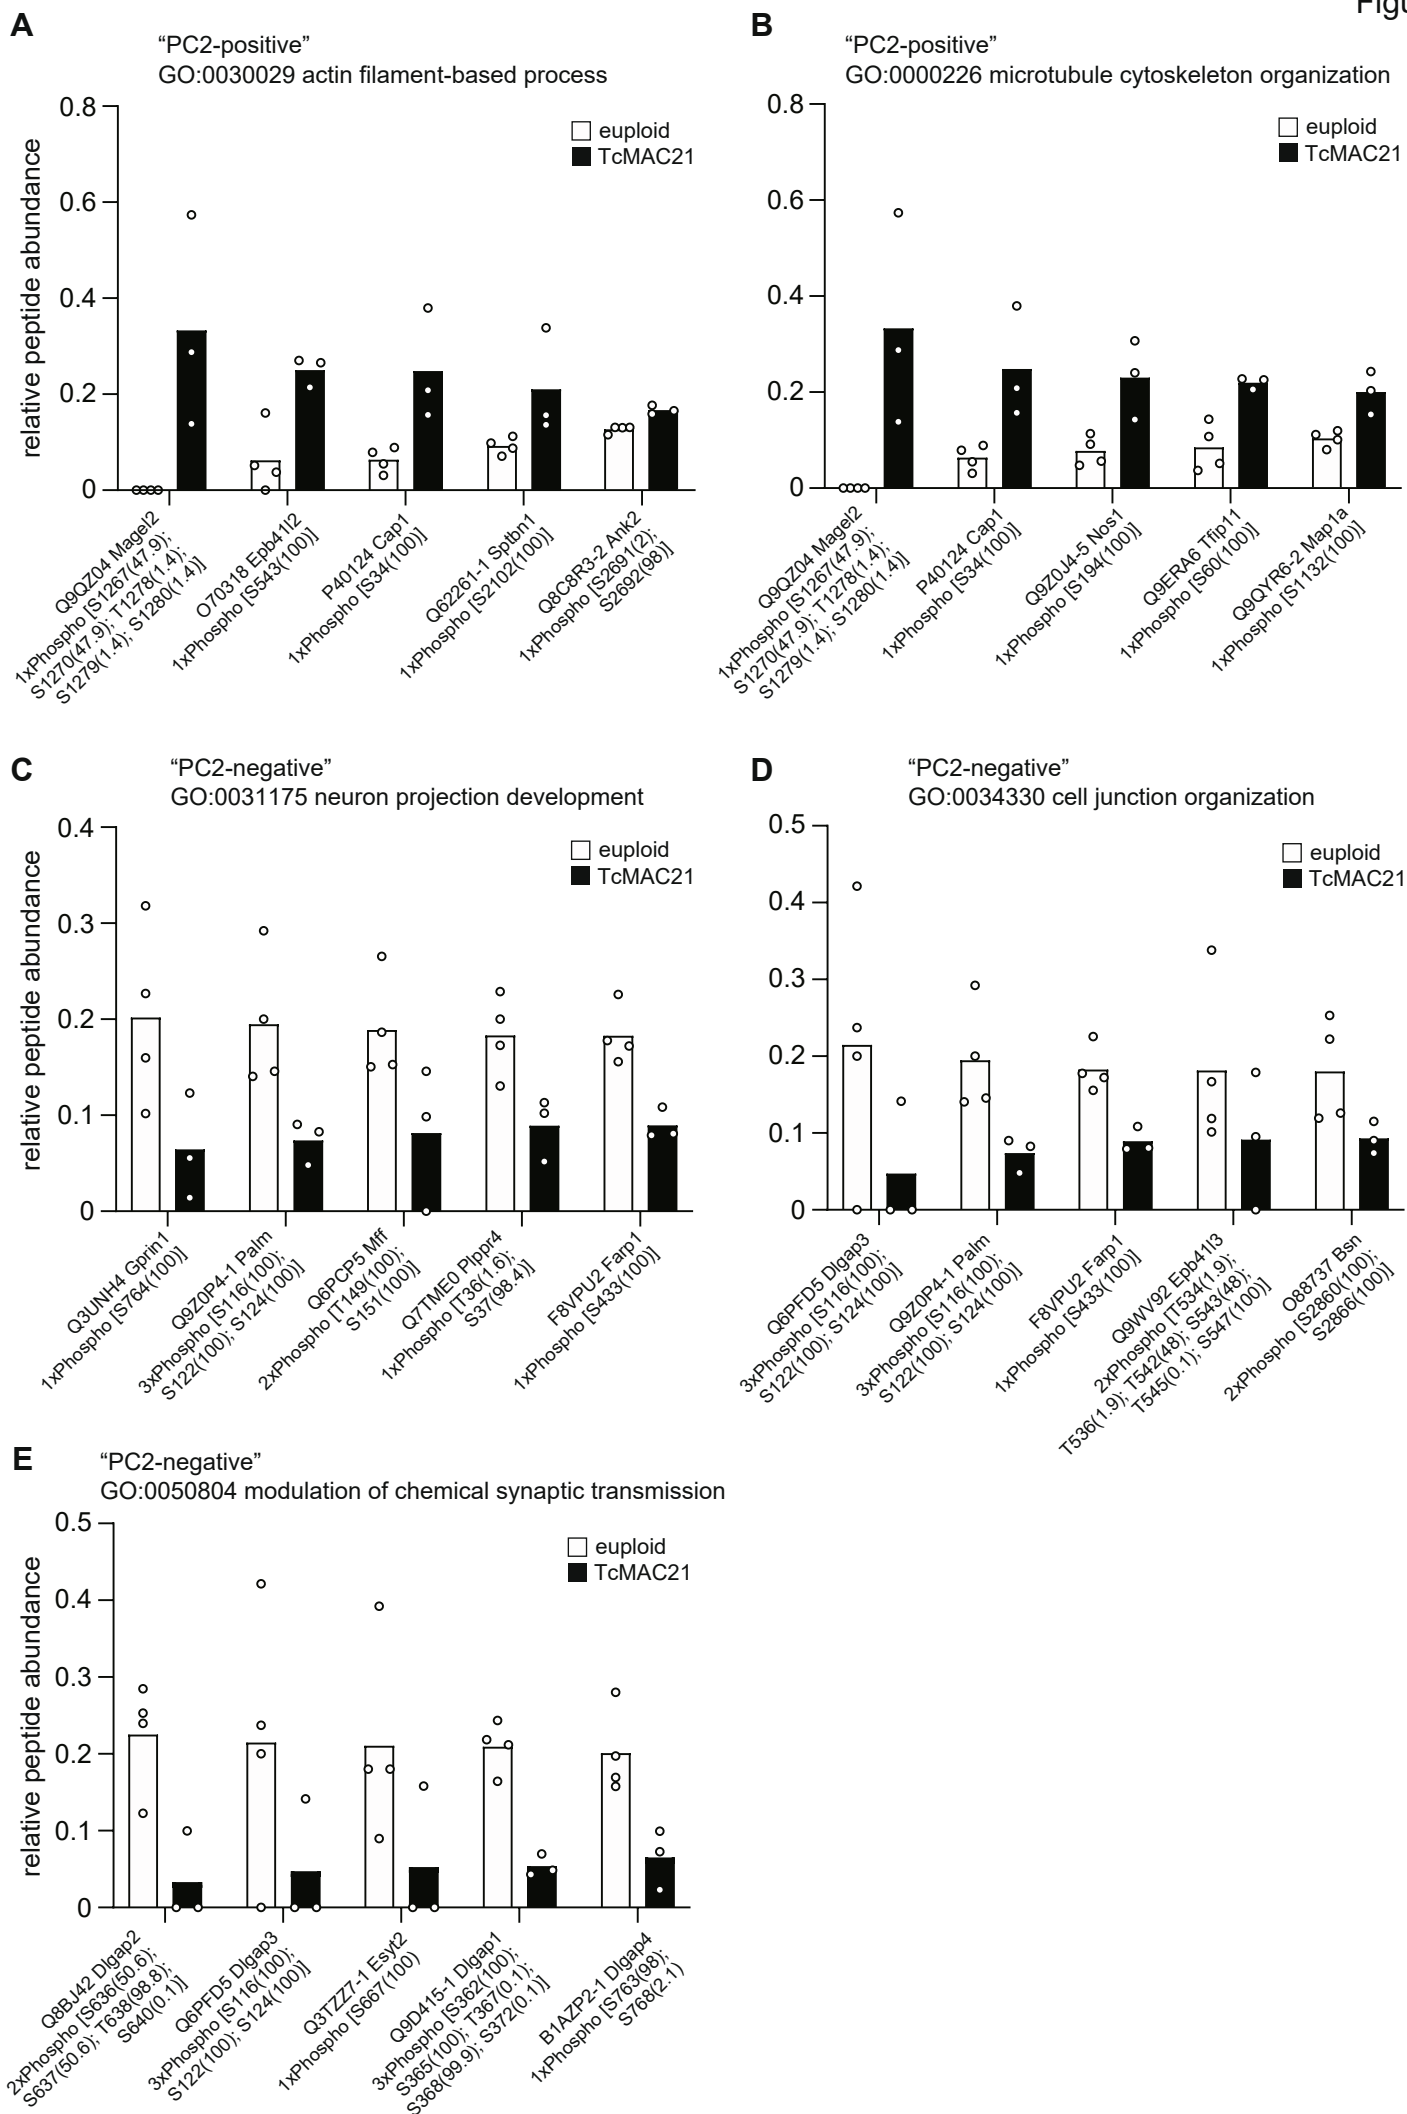 Figu
A
“PC2-positive”
GO:0030029 actin filament-based process
relative peptide abundance
0.8
0.6
0.4
0.2
0
euploid
TcMAC21
Q9QZ04 Magel2
1xPhospho [S1267(47.9);
S1270(47.9); T1278(1.4);
S1279(1.4); S1280(1.4)]
O70318 Epb41l2
1xPhospho [S543(100)]
P40124 Cap1
1xPhospho [S34(100)]
Q62261-1 Sptbn1
1xPhospho [S2102(100)]
Q8C8R3-2 Ank2
1xPhospho [S2691(2);
S2692(98)]
B
“PC2-positive”
GO:0000226 microtubule cytoskeleton organization
0.8
0.6
0.4
0.2
0
euploid
TcMAC21
Q9QZ04 Magel2
1xPhospho [S1267(47.9);
S1270(47.9); T1278(1.4);
S1279(1.4); S1280(1.4)]
P40124 Cap1
1xPhospho [S34(100)]
Q9Z0J4-5 Nos1
1xPhospho [S194(100)]
Q9ERA6 Tfip11
1xPhospho [S60(100)]
Q9QYR6-2 Map1a
1xPhospho [S1132(100)]
C
“PC2-negative”
GO:0031175 neuron projection development
relative peptide abundance
0.4
0.3
0.2
0.1
0
euploid
TcMAC21
Q3UNH4 Gprin1
1xPhospho [S764(100)]
Q9Z0P4-1 Palm
3xPhospho [S116(100);
S122(100); S124(100)]
Q6PCP5 Mff
2xPhospho [T149(100);
S151(100)]
Q7TME0 Plppr4
1xPhospho [T36(1.6);
S37(98.4)]
F8VPU2 Farp1
1xPhospho [S433(100)]
D
“PC2-negative”
GO:0034330 cell junction organization
0.5
0.4
0.3
0.2
0.1
0
euploid
TcMAC21
Q6PFD5 Dlgap3
3xPhospho [S116(100);
S122(100); S124(100)]
Q9Z0P4-1 Palm
3xPhospho [S116(100);
S122(100); S124(100)]
F8VPU2 Farp1
1xPhospho [S433(100)]
Q9WV92 Epb41l3
2xPhospho [T534(1.9);
T536(1.9); T542(48); S543(48);
T545(0.1); S547(100)]
O88737 Bsn
2xPhospho [S2860(100);
S2866(100)]
E
“PC2-negative”
GO:0050804 modulation of chemical synaptic transmission
relative peptide abundance
0.5
0.4
0.3
0.2
0.1
0
euploid
TcMAC21
Q8BJ42 Dlgap2
2xPhospho [S636(50.6);
S637(50.6); T638(98.8);
S640(0.1)]
Q6PFD5 Dlgap3
3xPhospho [S116(100);
S122(100); S124(100)]
Q3TZZ7-1 Esyt2
1xPhospho [S667(100)
Q9D415-1 Dlgap1
3xPhospho [S362(100);
S365(100); T367(0.1);
S368(99.9); S372(0.1)]
B1AZP2-1 Dlgap4
1xPhospho [S763(98);
S768(2.1)